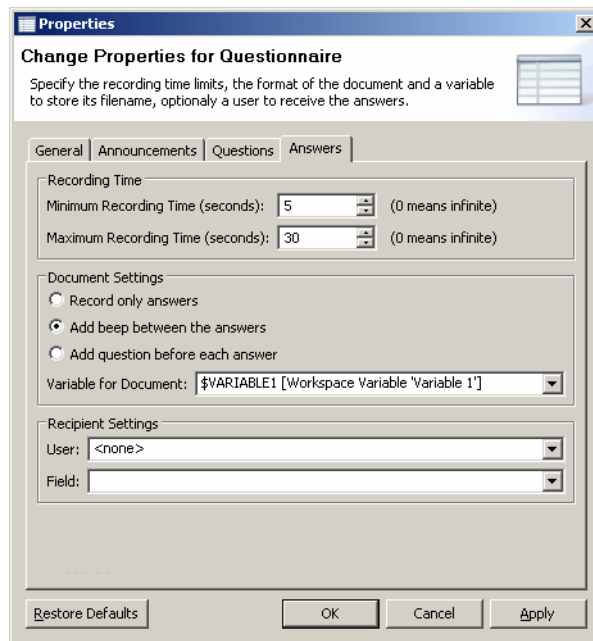 Properties
Change Properties for Questionnaire
Specify the recording time limits, the format of the document and a variable
to store its filename, optionaly a user to receive the answers.
General Announcements Questions Answers
Recording Time
Minimum Recording Time (seconds): 5 (0 means infinite)
Maximum Recording Time (seconds): 30 (0 means infinite)
Document Settings
Record only answers
Add beep between the answers
Add question before each answer
Variable for Document: $VARIABLE1 [Workspace Variable 'Variable 1']
Recipient Settings
User: <none>
Field:
Restore Defaults OK Cancel Apply